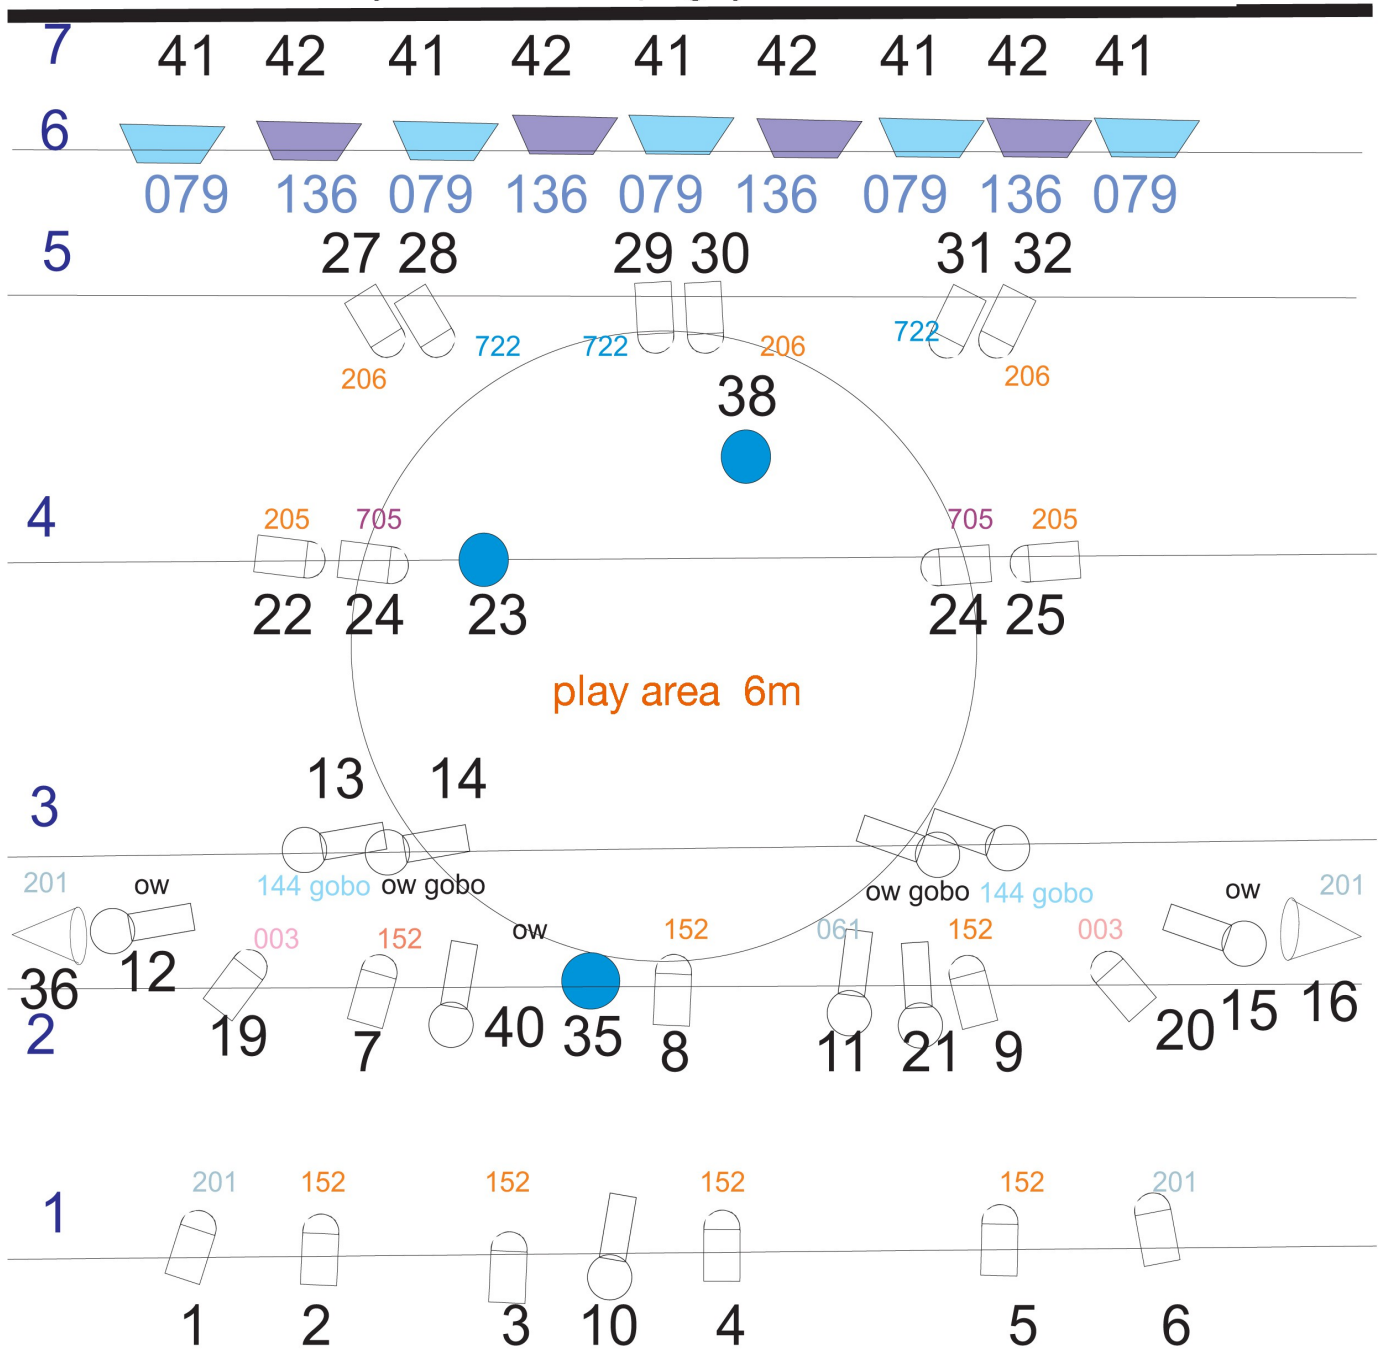 7 41 42 41 42 41 42 41 42 41
6
079 136 079 136 079 136 079 136 079
5 27 28 29 30 31 32
722 722 206 722
206 206
38
4 205 705 705 205
22 24 23 24 25
play area 6m
13 14
3
201 ow 144 gobo ow gobo ow gobo 144 gobo ow 201
003 152 ow 152 061 152 003
36 12 15 16
2 19 7 40 35 8 11 21 9 20
201 152 152 152 152 201
1
1 2 3 10 4 5 6